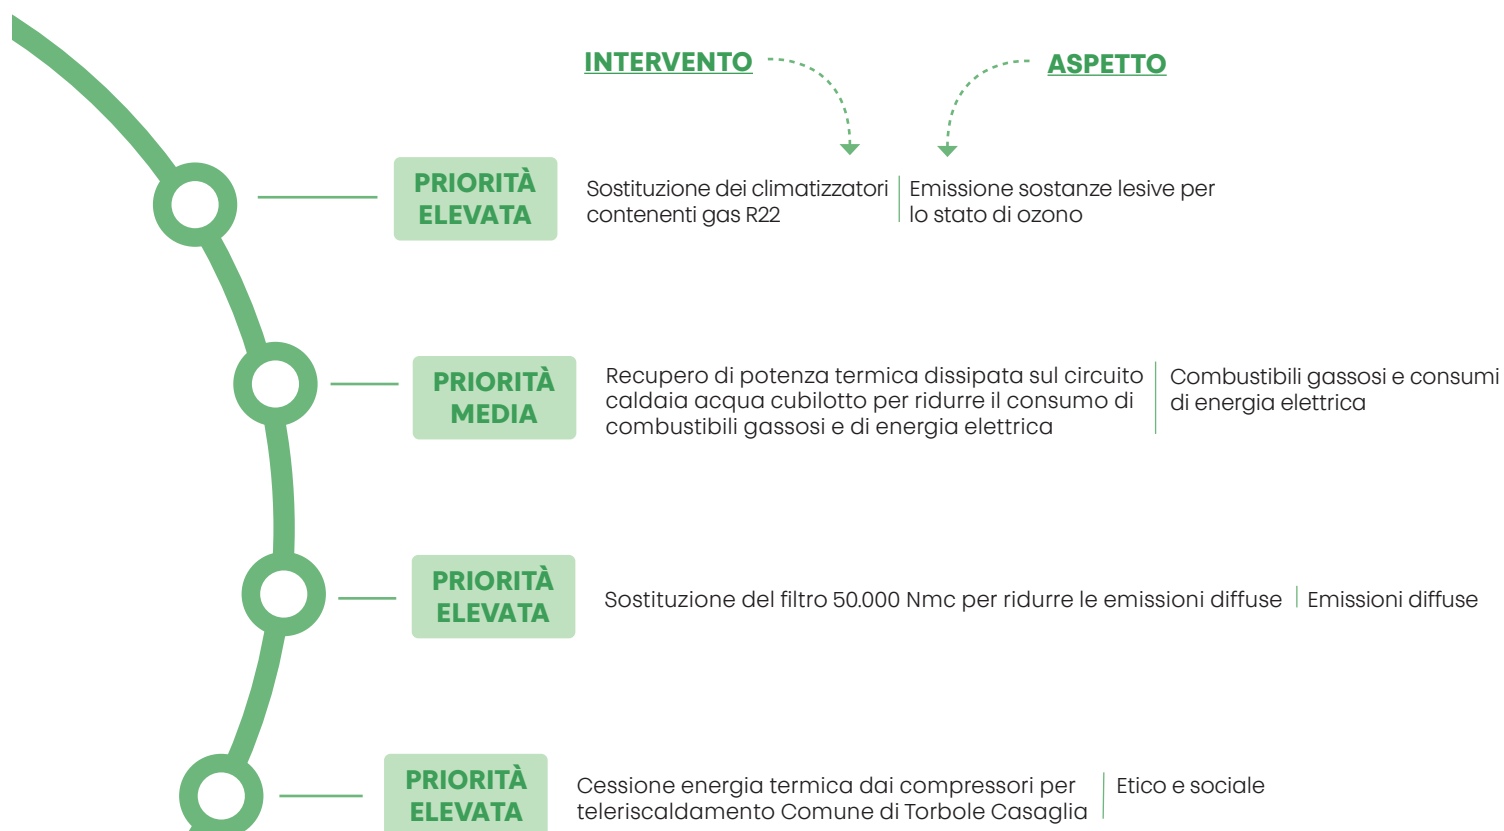 INTERVENTO
ASPETTO
PRIORITÀ
ELEVATA
Sostituzione dei climatizzatori
contenenti gas R22
Emissione sostanze lesive per
lo stato di ozono
PRIORITÀ
MEDIA
Recupero di potenza termica dissipata sul circuito
caldaia acqua cubilotto per ridurre il consumo di
combustibili gassosi e di energia elettrica
Combustibili gassosi e consumi
di energia elettrica
PRIORITÀ
ELEVATA
Sostituzione del filtro 50.000 Nmc per ridurre le emissioni diffuse
Emissioni diffuse
PRIORITÀ
ELEVATA
Cessione energia termica dai compressori per
teleriscaldamento Comune di Torbole Casaglia
Etico e sociale